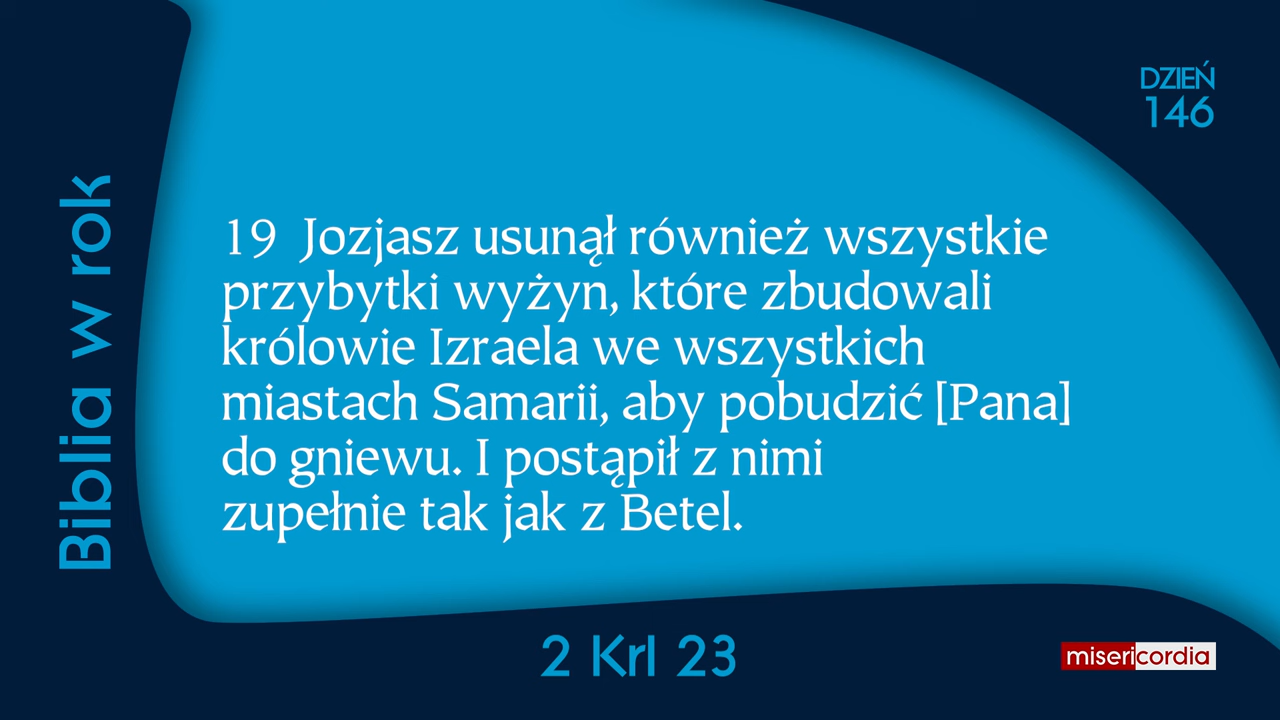 DZIEŃ
146
Biblia w rok
19 Jozjasz usunął również wszystkie
przybytki wyżyn, które zbudowali
królowie Izraela we wszystkich
miastach Samarii, aby pobudzić [Pana]
do gniewu. I postąpił z nimi
zupełnie tak jak z Betel.
2 Krl 23
misericordia